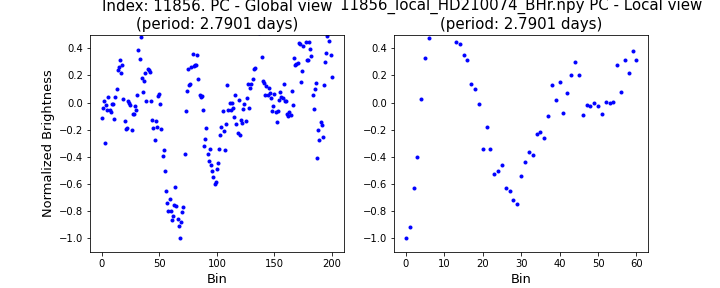 Index: 11856. PC - Global view
(period: 2.7901 days)
11856_local_HD210074_BHr.npy PC - Local view
(period: 2.7901 days)
Normalized Brightness
0.4
0.2
0.0
−0.2
−0.4
−0.6
−0.8
−1.0
0 50 100 150 200
Bin
0.4
0.2
0.0
−0.2
−0.4
−0.6
−0.8
−1.0
0 10 20 30 40 50 60
Bin